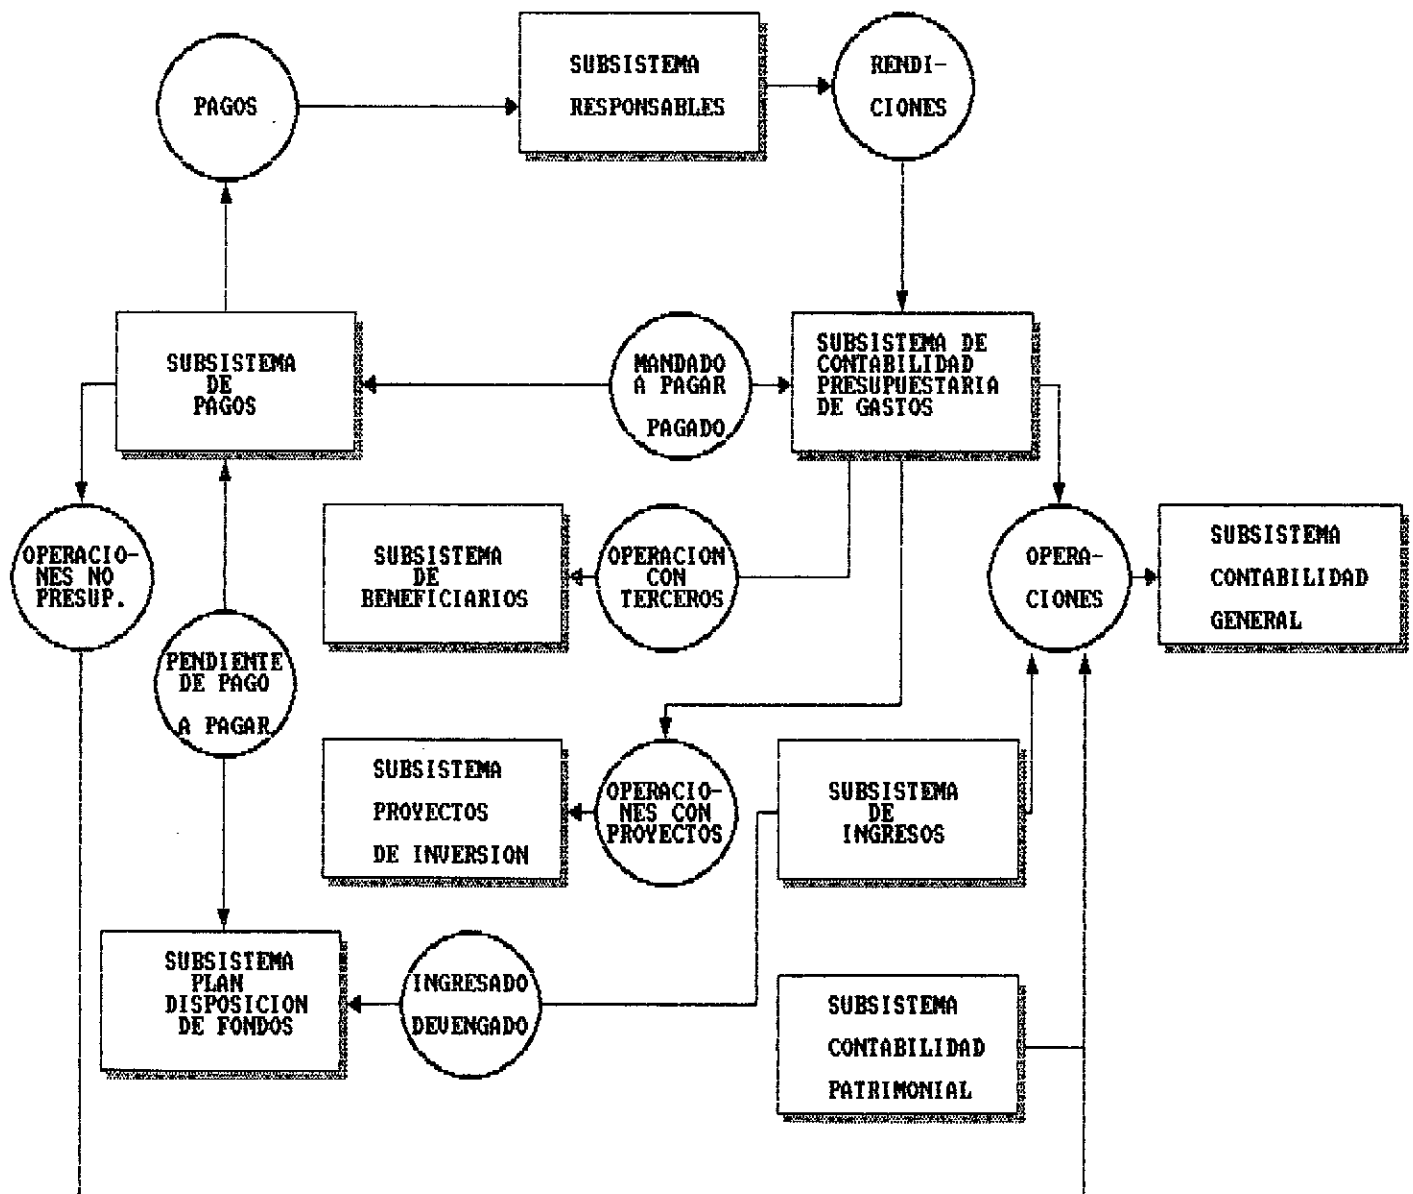 PAGOS
SUBSISTEMA
RESPONSABLES
RENDI-
CIONES
SUBSISTEMA
DE
PAGOS
MANDADO
A PAGAR
PAGADO
SUBSISTEMA DE
CONTABILIDAD
PRESUPUESTARIA
DE GASTOS
OPERACIO-
NES NO
PRESUP.
SUBSISTEMA
DE
BENEFICIARIOS
OPERACION
CON
TERCEROS
OPERA-
CIONES
SUBSISTEMA
CONTABILIDAD
GENERAL
PENDIENTE
DE PAGO
A PAGAR
SUBSISTEMA
PROYECTOS
DE INVERSION
OPERACIO-
NES CON
PROYECTOS
SUBSISTEMA
DE
INGRESOS
SUBSISTEMA
PLAN
DISPOSICION
DE FONDOS
INGRESADO
DEVENGADO
SUBSISTEMA
CONTABILIDAD
PATRIMONIAL